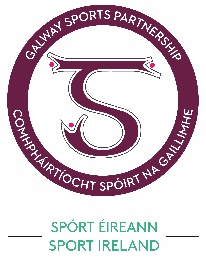 GALWAY SPORTS PARTNERSHIP
COMHPHÁIRTÍOCHT SPÓIRT NA GAILLIMHE
SPÓRT ÉIREANN
SPORT IRELAND